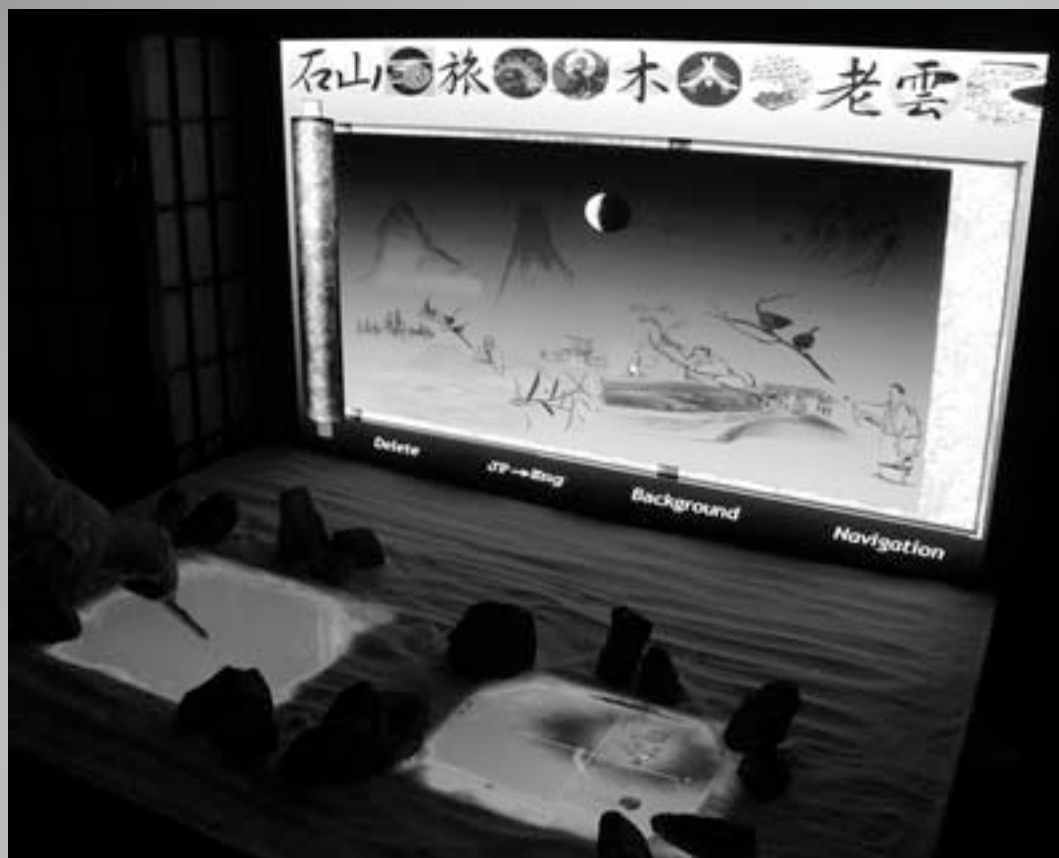 石山 旅 木 老 雲
Delete JP→Eng Background Navigation